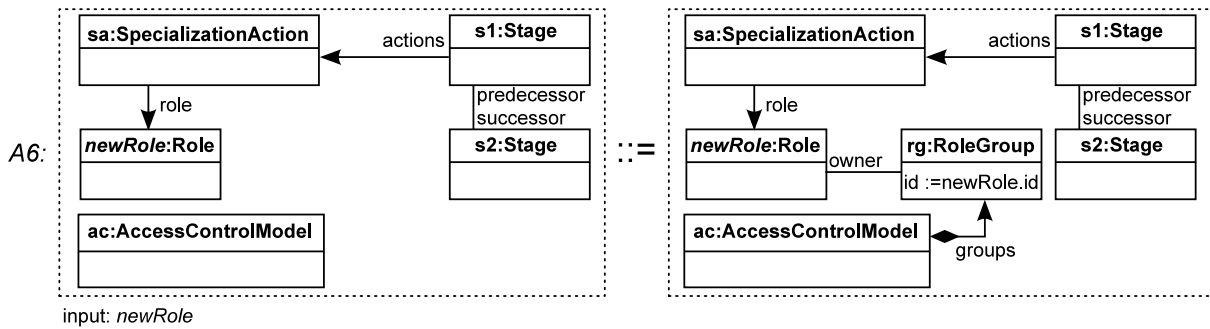 sa:SpecializationAction
s1:Stage
actions
role
predecessor
successor
A6:
newRole:Role
s2:Stage
ac:AccessControlModel
::=
sa:SpecializationAction
s1:Stage
actions
role
predecessor
successor
newRole:Role
owner
rg:RoleGroup
id :=newRole.id
s2:Stage
ac:AccessControlModel
groups
input: newRole